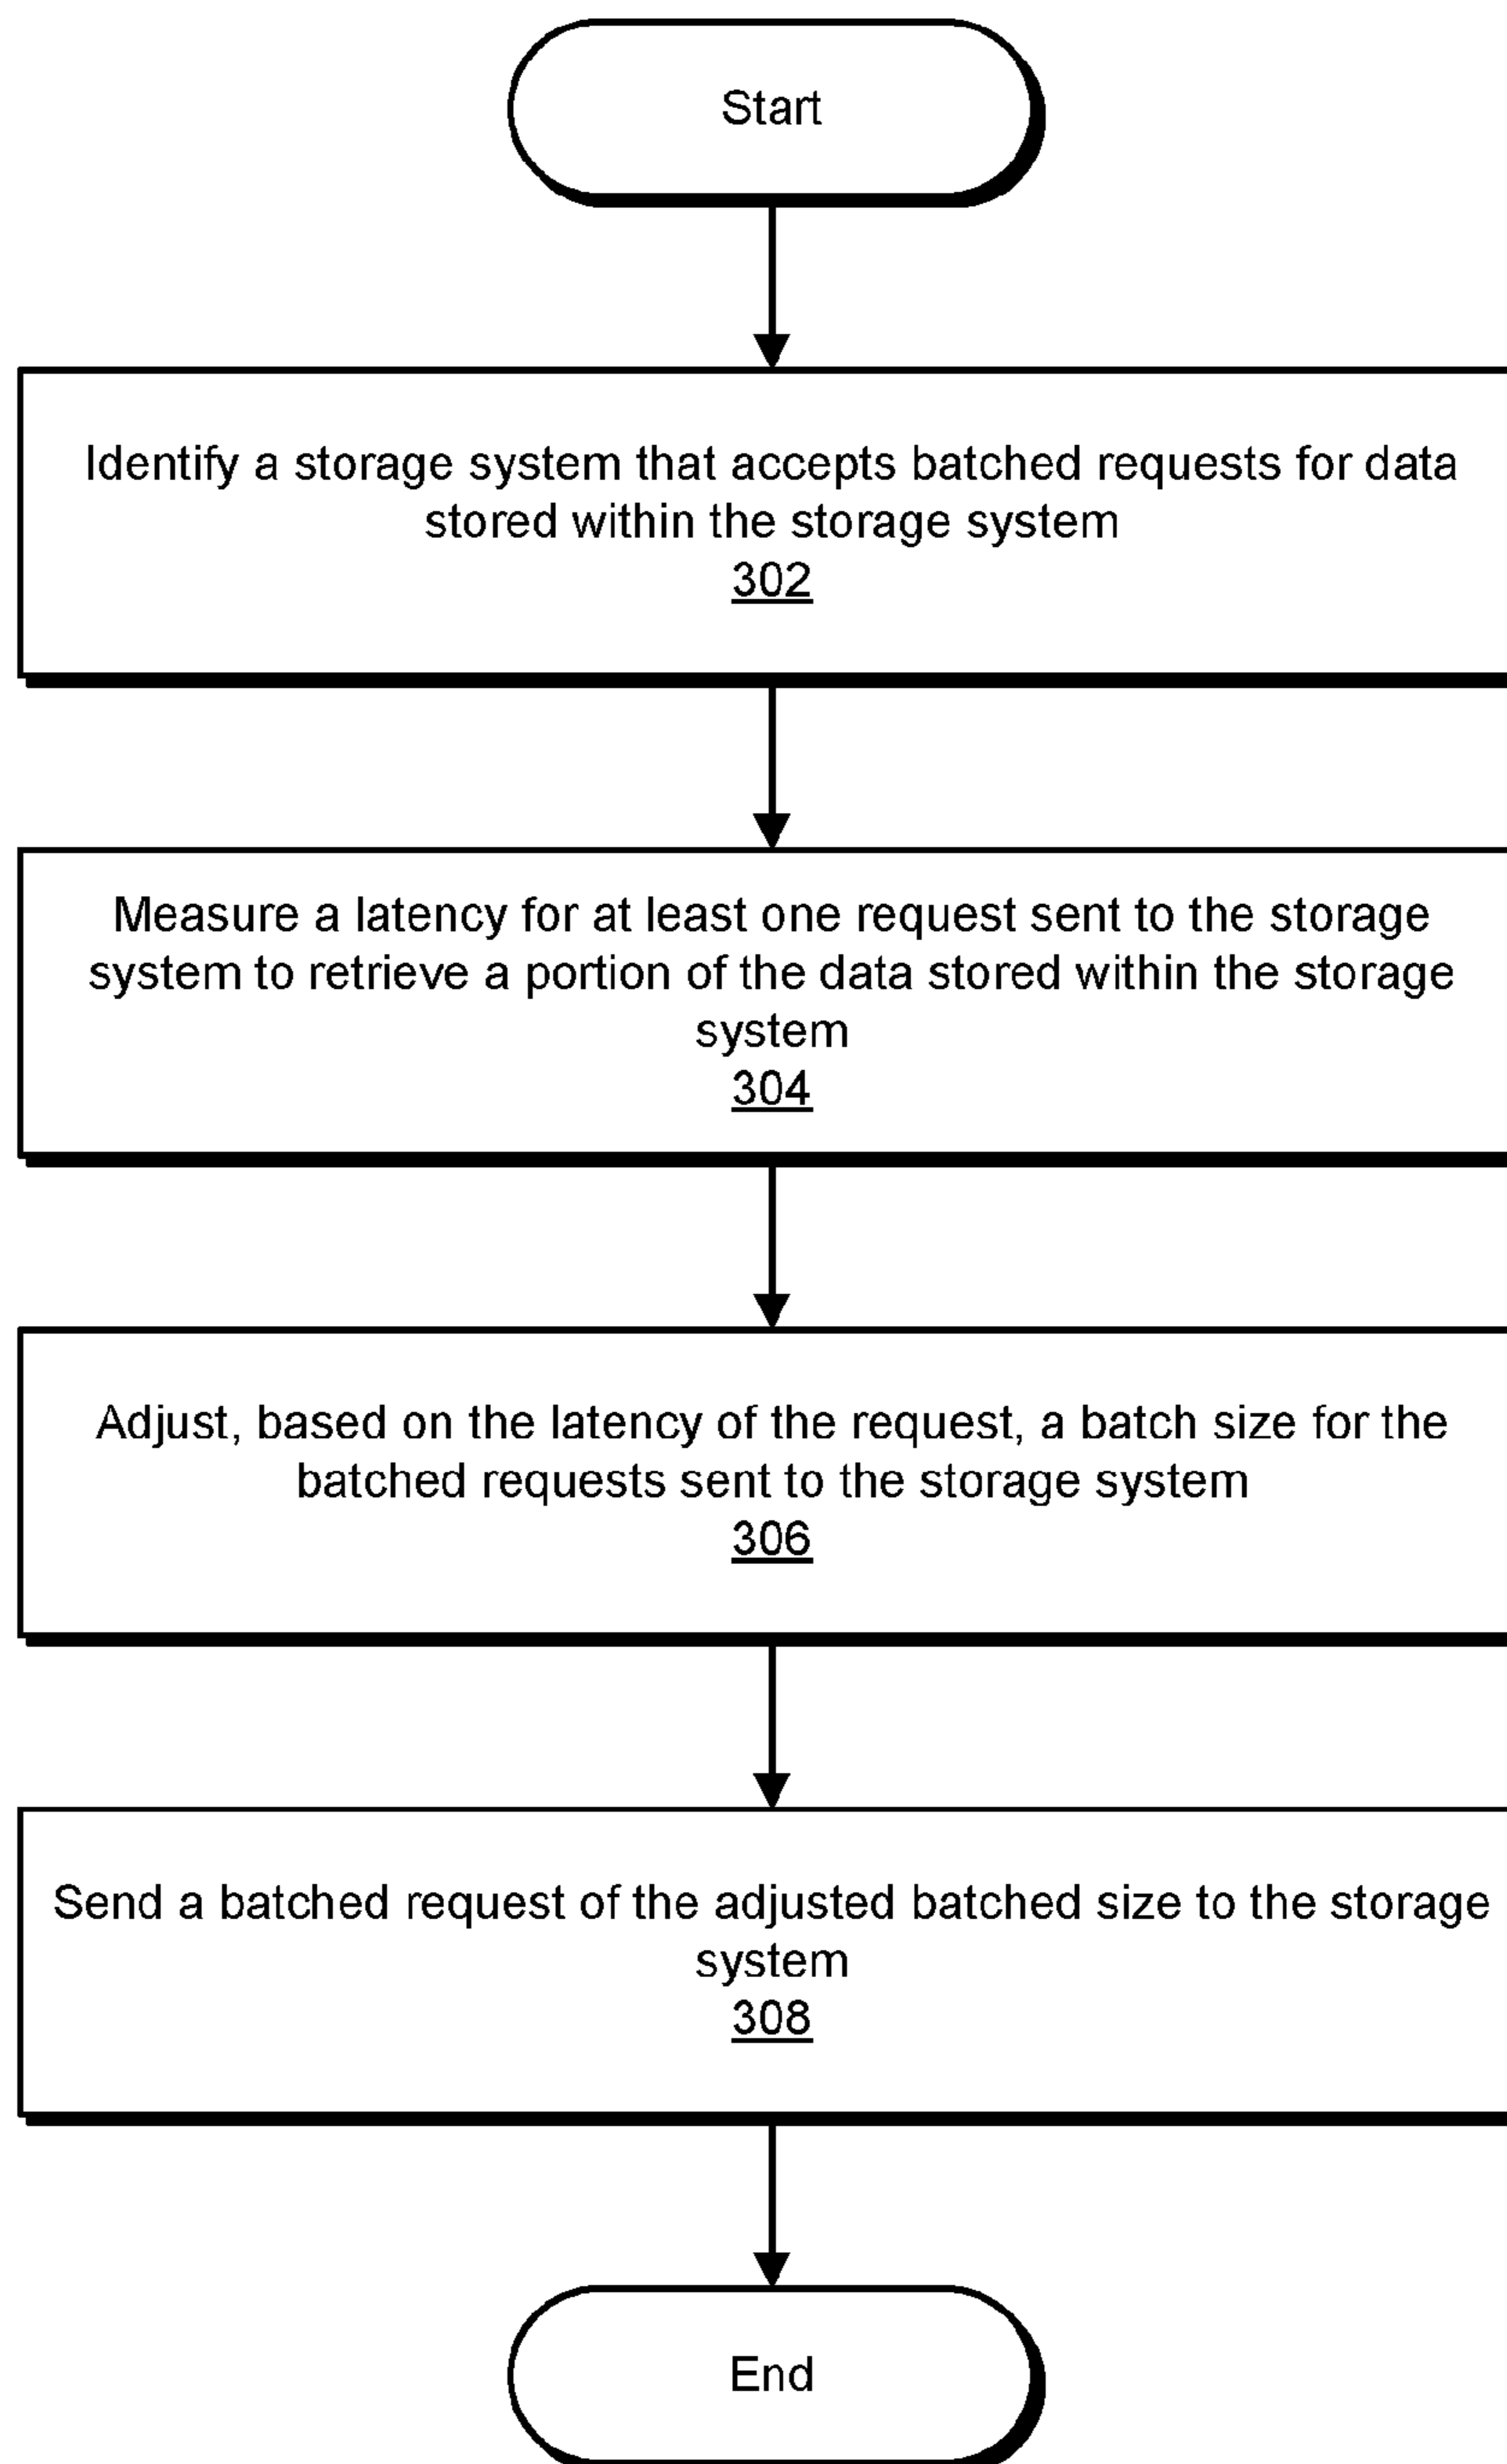 Start
Identify a storage system that accepts batched requests for data
stored within the storage system
302
Measure a latency for at least one request sent to the storage
system to retrieve a portion of the data stored within the storage
system
304
Adjust, based on the latency of the request, a batch size for the
batched requests sent to the storage system
306
Send a batched request of the adjusted batched size to the storage
system
308
End